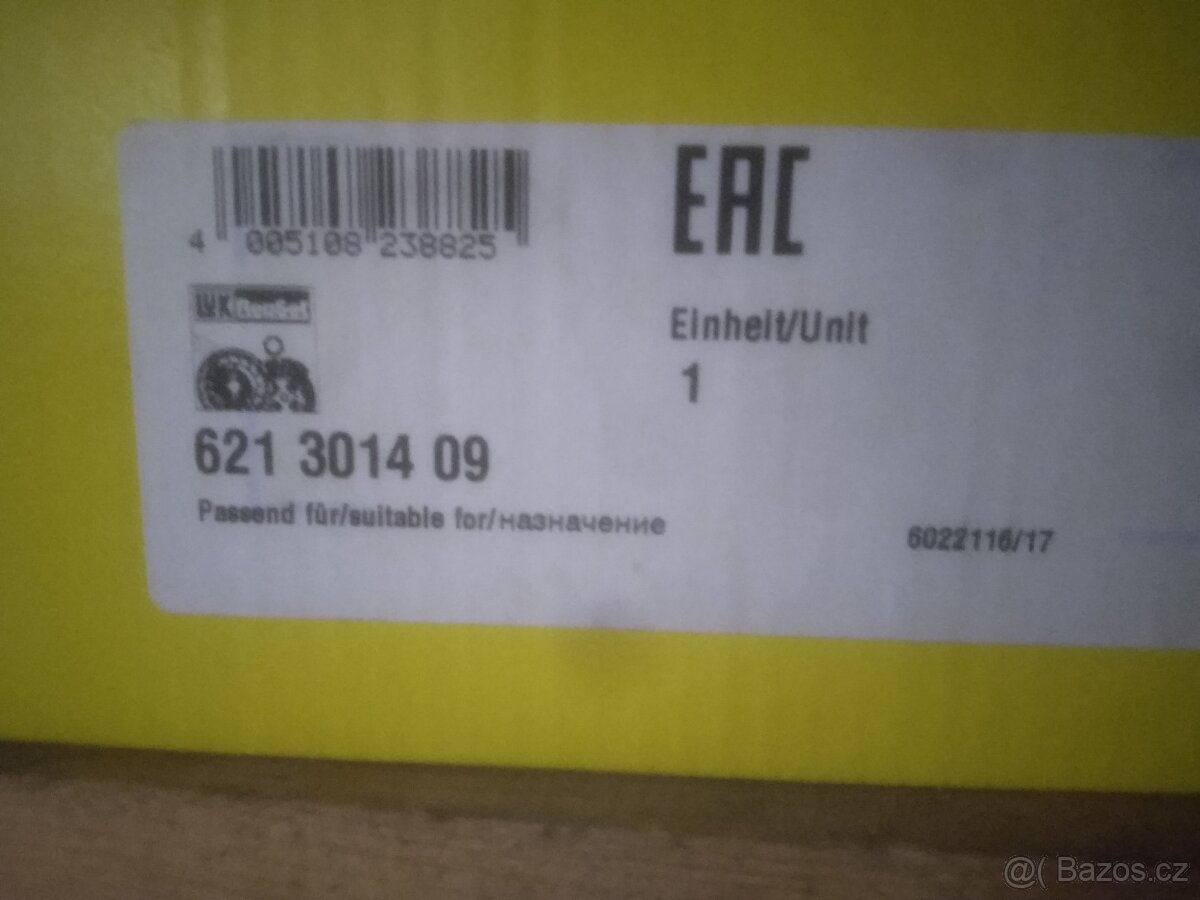 4 005108 238825
EAC
LuK RepSet
Einheit/Unit
1
621 3014 09
Passend für/suitable for/назначение
6022116/17
@( Bazos.cz